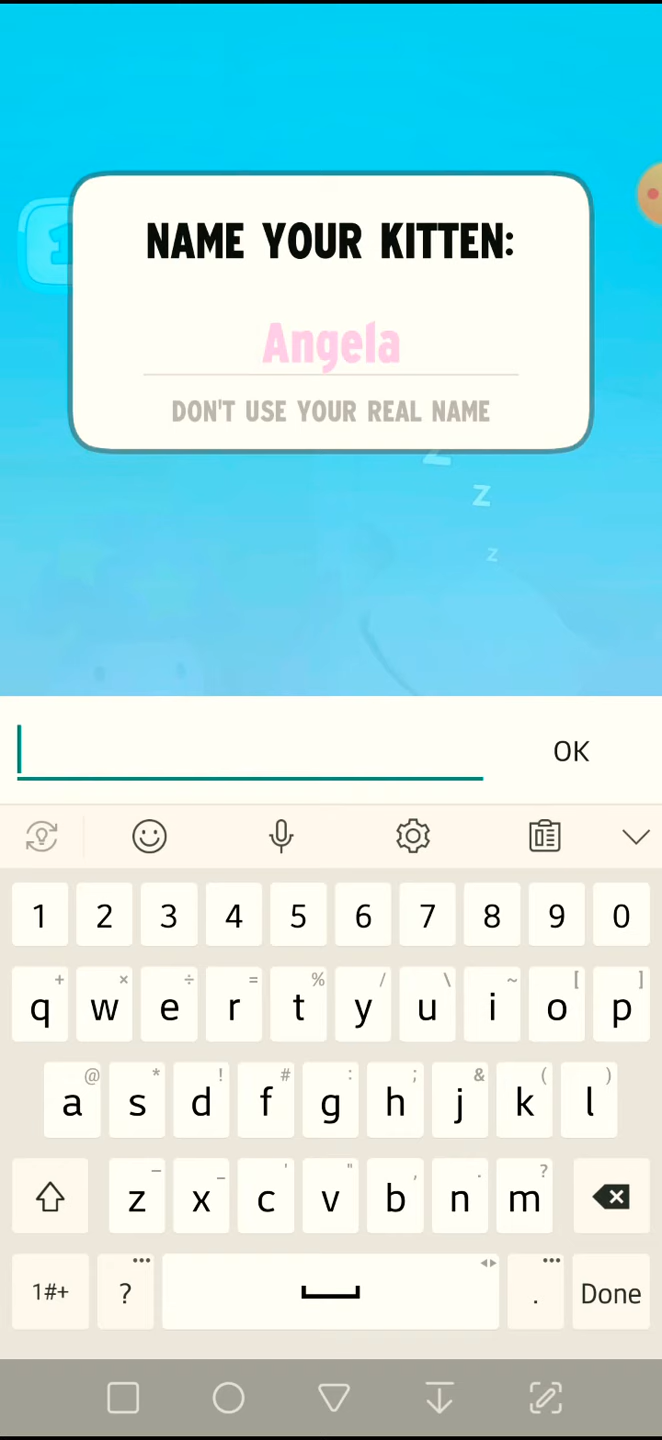 1
NAME YOUR KITTEN:
Angela
DON'T USE YOUR REAL NAME
z
z
z
OK
1 2 3 4 5 6 7 8 9 0
+ × ÷ = % / \ ~ [ ]
q w e r t y u i o p
@ * ! # : ; & ( )
a s d f g h j k l
– _ ' " , . ?
z x c v b n m
1#+ ? . Done